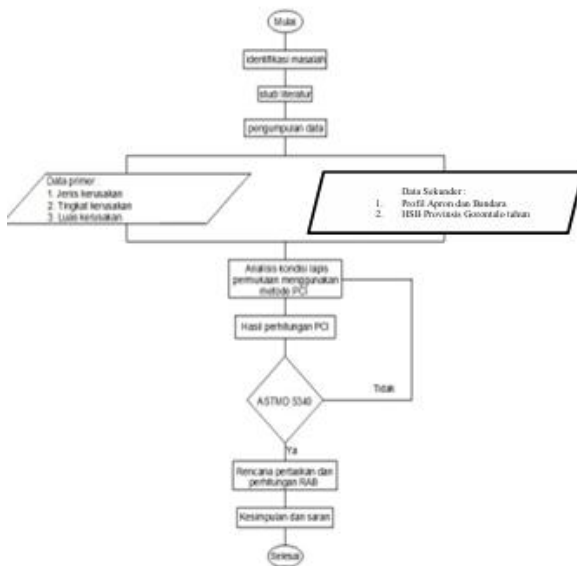 Mulai
identifikasi masalah
studi literatur
pengumpulan data
Data primer :
1. Jenis kerusakan
2. Tingkat kerusakan
3. Luas kerusakan
Data Sekunder :
1. Profil Apron dan Bandara
2. HSB Provinsis Gorontalo tahun
Analisis kondisi lapis
permukaan menggunakan
metode PCI
Hasil perhitungan PCI
ASTMD 5340
Tidak
Ya
Rencana perbaikan dan
perhitungan RAB
Kesimpulan dan saran
Selesai